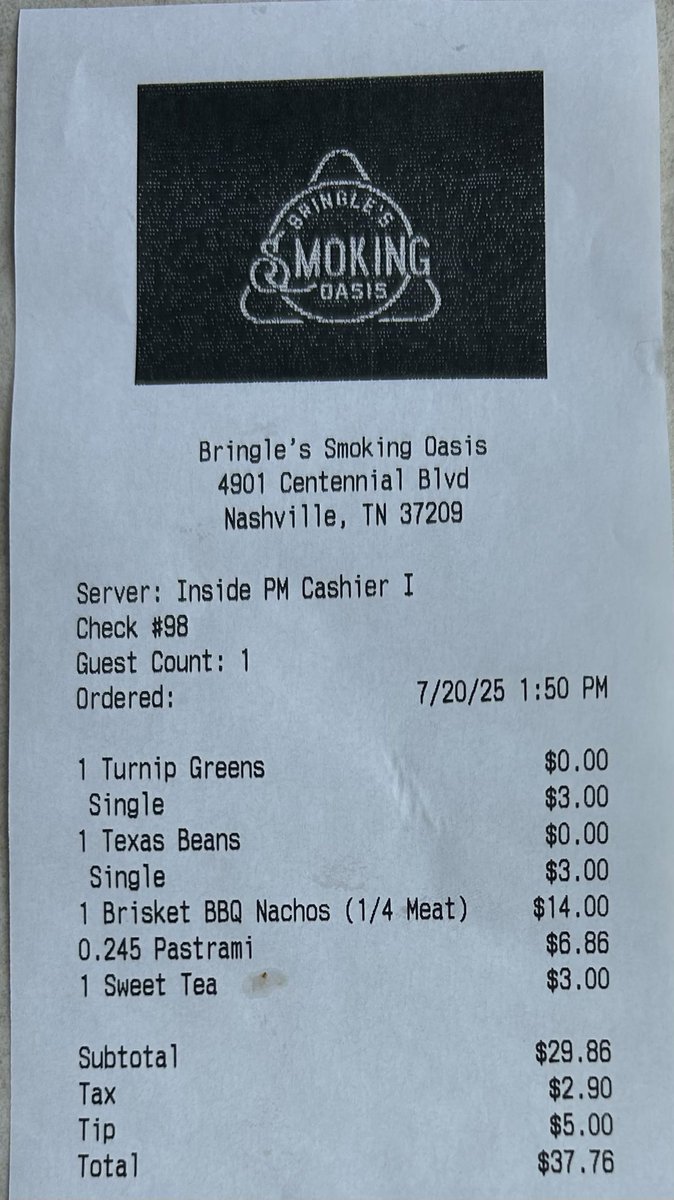 BRINGLE'S
SMOKING
OASIS
Bringle's Smoking Oasis
4901 Centennial Blvd
Nashville, TN 37209
Server: Inside PM Cashier I
Check #98
Guest Count: 1
Ordered: 7/20/25 1:50 PM
1 Turnip Greens $0.00
Single $3.00
1 Texas Beans $0.00
Single $3.00
1 Brisket BBQ Nachos (1/4 Meat) $14.00
0.245 Pastrami $6.86
1 Sweet Tea $3.00
Subtotal $29.86
Tax $2.90
Tip $5.00
Total $37.76